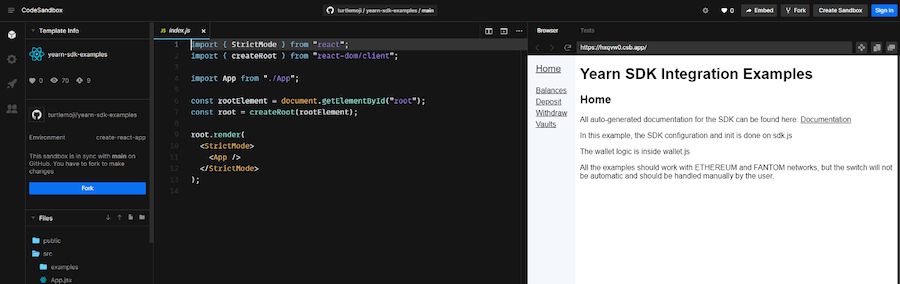 CodeSandbox
turtlemoji / yearn-sdk-examples / main
0
Embed
Fork
Create Sandbox
Sign in
Template Info
yearn-sdk-examples
0 70 9
turtlemoji/yearn-sdk-examples
Environment create-react-app
This sandbox is in sync with main on
GitHub. You have to fork to make
changes
Fork
Files
public
src
examples
App.jsx
index.js
1 import { StrictMode } from "react";
2 import { createRoot } from "react-dom/client";
3
4 import App from "./App";
5
6 const rootElement = document.getElementById("root");
7 const root = createRoot(rootElement);
8
9 root.render(
10 <StrictMode>
11 <App />
12 </StrictMode>
13 );
14
Browser Tests
Home
Balances
Deposit
Withdraw
Vaults
Yearn SDK Integration Examples
Home
All auto-generated documentation for the SDK can be found here: Documentation
In this example, the SDK configuration and init is done on sdk.js
The wallet logic is inside wallet.js
All the examples should work with ETHEREUM and FANTOM networks, but the switch will not
be automatic and should be handled manually by the user.